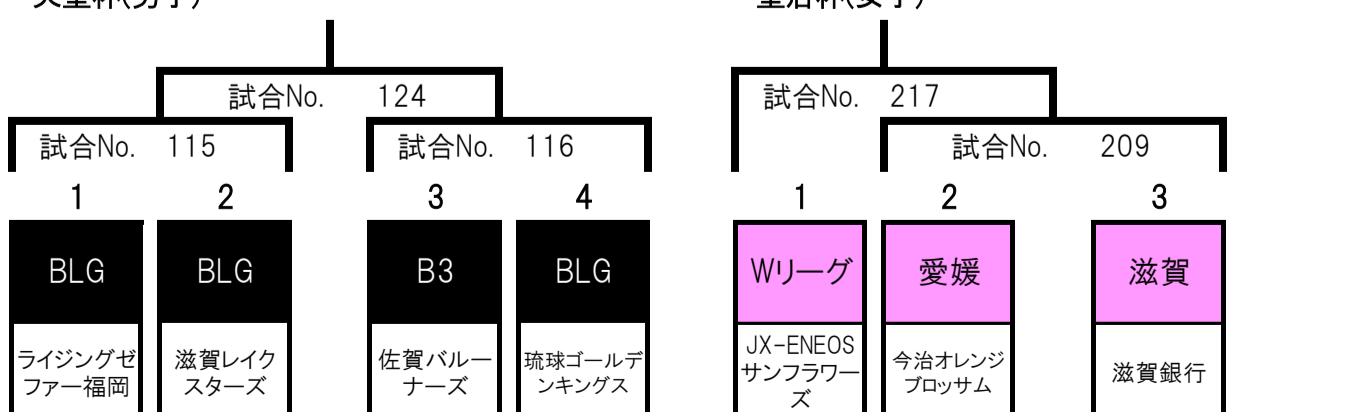 天皇杯(男子)
皇后杯(女子)
試合No. 124
試合No. 217
試合No. 115
試合No. 116
試合No. 209
1
2
3
4
1
2
3
BLG
BLG
B3
BLG
Wリーグ
愛媛
滋賀
ライジングゼ
ファー福岡
滋賀レイク
スターズ
佐賀バルー
ナーズ
琉球ゴールデ
ンキングス
JX-ENEOS
サンフラワー
ズ
今治オレンジ
ブロッサム
滋賀銀行